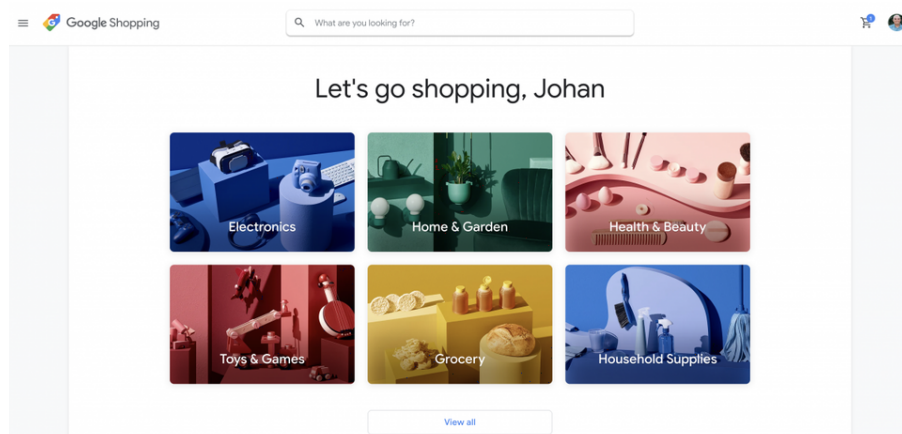 Google Shopping
What are you looking for?
1
Let's go shopping, Johan
Electronics
Home & Garden
Health & Beauty
Toys & Games
Grocery
Household Supplies
View all